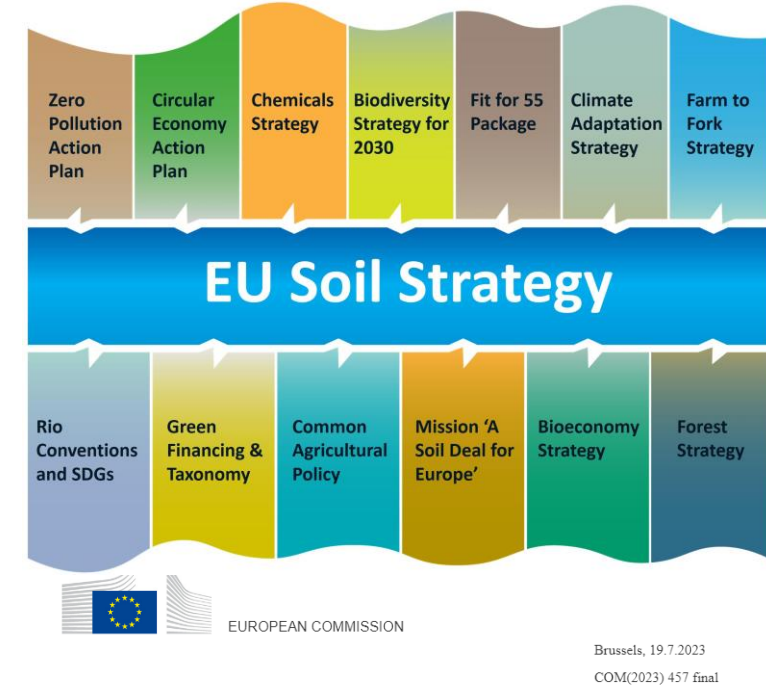 Zero
Pollution
Action
Plan
Circular
Economy
Action
Plan
Chemicals
Strategy
Biodiversity
Strategy for
2030
Fit for 55
Package
Climate
Adaptation
Strategy
Farm to
Fork
Strategy
EU Soil Strategy
Rio
Conventions
and SDGs
Green
Financing &
Taxonomy
Common
Agricultural
Policy
Mission ‘A
Soil Deal for
Europe’
Bioeconomy
Strategy
Forest
Strategy
EUROPEAN COMMISSION
Brussels, 19.7.2023
COM(2023) 457 final